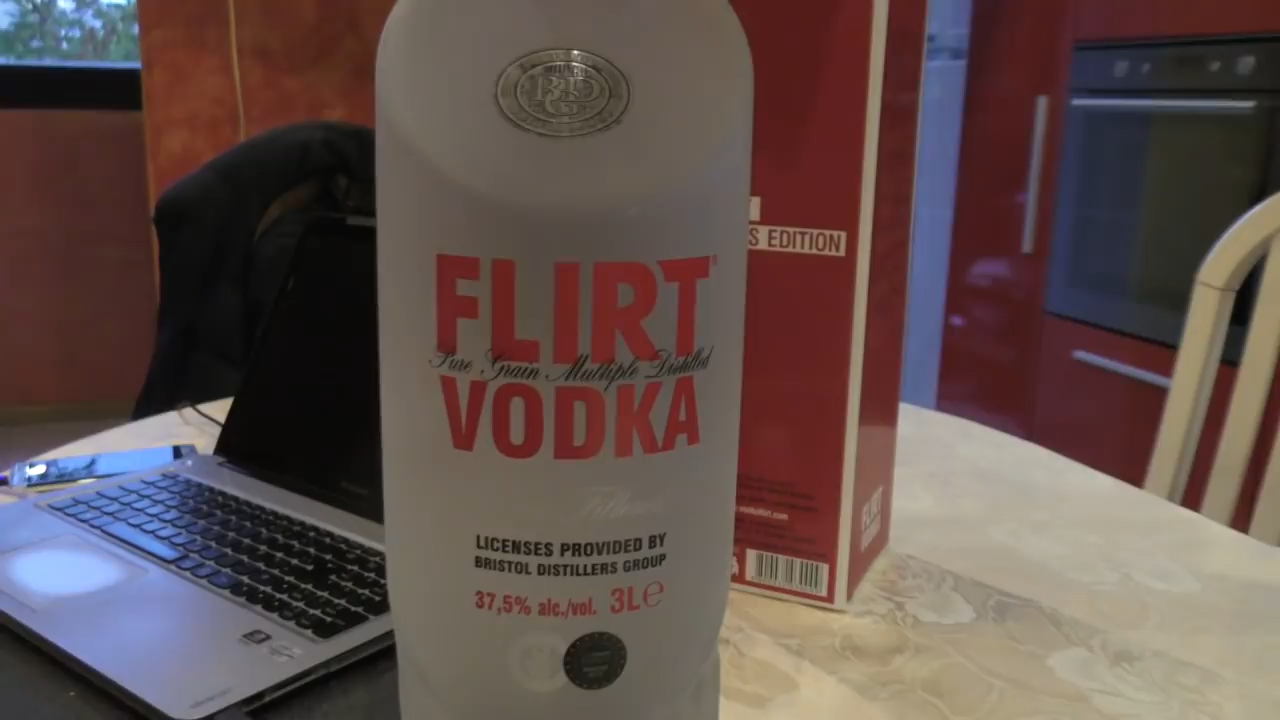 BDG
FLIRT
Pure Grain Multiple Distilled
VODKA
LICENSES PROVIDED BY
BRISTOL DISTILLERS GROUP
37,5% alc./vol. 3L℮
S EDITION
FLIRT